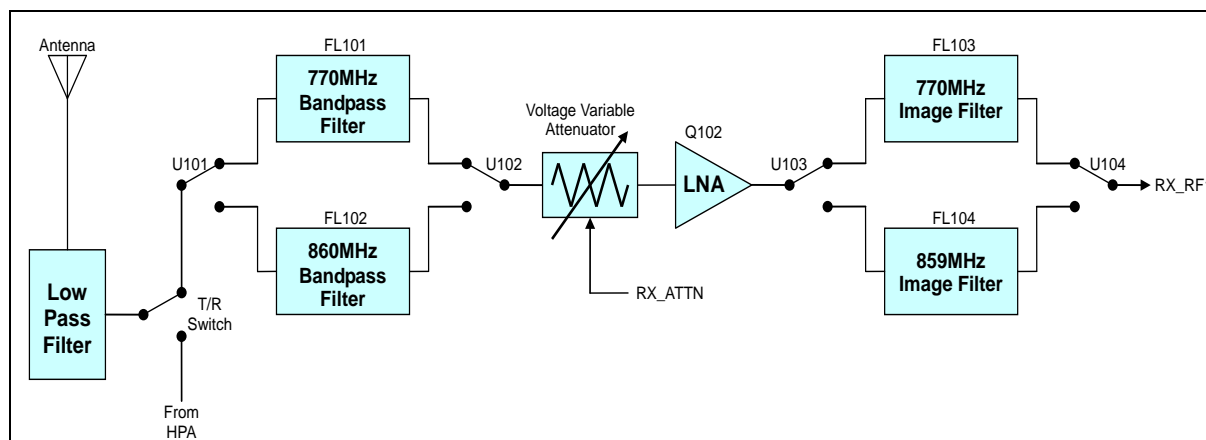 Antenna
FL101
770MHz
Bandpass
Filter
U101
U102
FL102
860MHz
Bandpass
Filter
Low
Pass
Filter
T/R
Switch
From
HPA
Voltage Variable
Attenuator
RX_ATTN
Q102
LNA
U103
FL103
770MHz
Image Filter
U104
RX_RF
FL104
859MHz
Image Filter